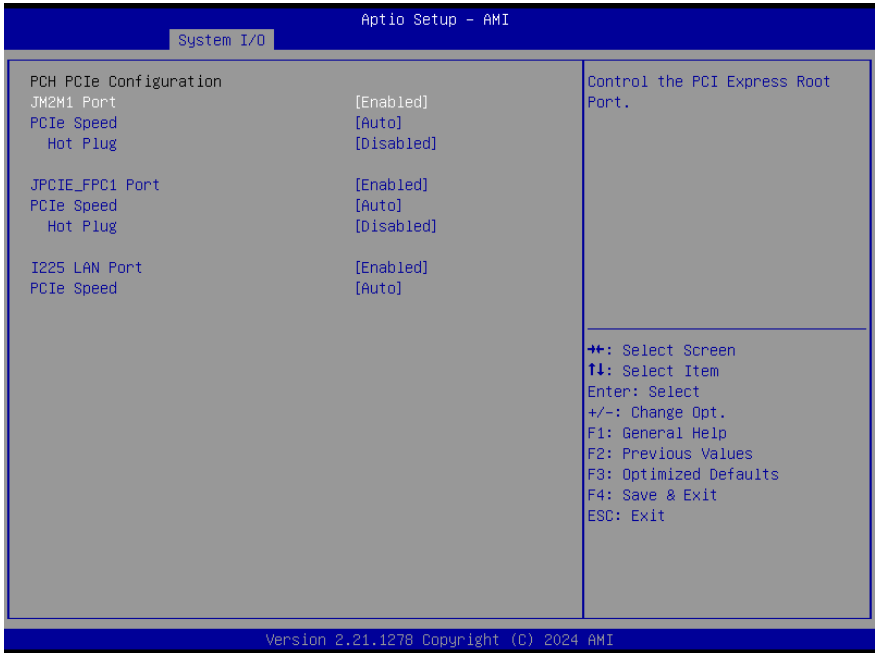 Aptio Setup – AMI
System I/O
PCH PCIe Configuration
JM2M1 Port [Enabled]
PCIe Speed [Auto]
Hot Plug [Disabled]
JPCIE_FPC1 Port [Enabled]
PCIe Speed [Auto]
Hot Plug [Disabled]
I225 LAN Port [Enabled]
PCIe Speed [Auto]
Control the PCI Express Root
Port.
→←: Select Screen
↑↓: Select Item
Enter: Select
+/-: Change Opt.
F1: General Help
F2: Previous Values
F3: Optimized Defaults
F4: Save & Exit
ESC: Exit
Version 2.21.1278 Copyright (C) 2024 AMI